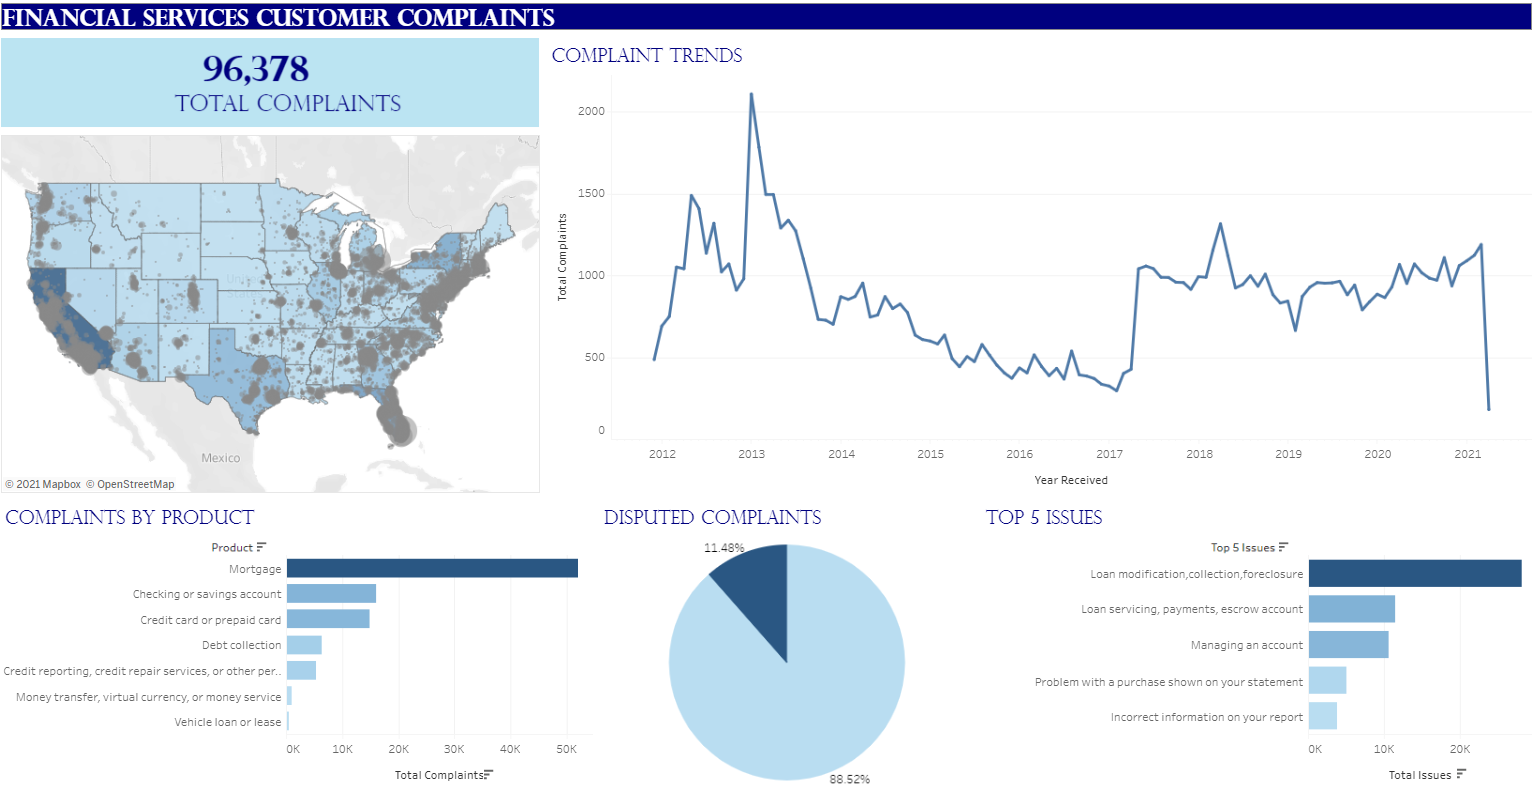 FINANCIAL SERVICES CUSTOMER COMPLAINTS
96,378
TOTAL COMPLAINTS
United
States
Mexico
© 2021 Mapbox © OpenStreetMap
COMPLAINT TRENDS
Total Complaints
2000
1500
1000
500
0
2012 2013 2014 2015 2016 2017 2018 2019 2020 2021
Year Received
COMPLAINTS BY PRODUCT
Product
Mortgage
Checking or savings account
Credit card or prepaid card
Debt collection
Credit reporting, credit repair services, or other per..
Money transfer, virtual currency, or money service
Vehicle loan or lease
0K 10K 20K 30K 40K 50K
Total Complaints
DISPUTED COMPLAINTS
11.48%
88.52%
TOP 5 ISSUES
Top 5 Issues
Loan modification,collection,foreclosure
Loan servicing, payments, escrow account
Managing an account
Problem with a purchase shown on your statement
Incorrect information on your report
0K 10K 20K
Total Issues